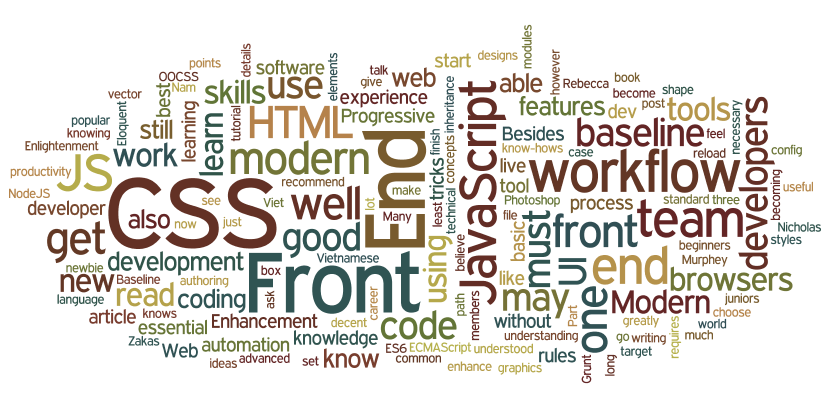 points
details
talk
start
designs
modules
oocss
software
elements
give
web
however
vector
best
Nam
skills
use
experience
able
Rebecca
book
become
shape
popular
Eloquent
still
learning
tutorial
HTML
Progressive
JavaScript
features
dev
post
tools
necessary
knowing
Enlightenment
work
learn
modern
End
finish
tricks
concepts
inheritance
Besides
baseline
feel
developers
know-hows
case
reload
config
productivity
JS
CSS
recommend
make
live
workflow
NodeJS
developer
see
Viet
well
lot
Many
least
technical
tool
Photoshop
process
standard
three
becoming
useful
also
now
just
file
must
front
team
Nicholas
styles
get
good
using
believe
basic
UI
end
beginners
Murphey
newbie
development
Vietnamese
Front
box
new
Baseline
authoring
like
browsers
language
read
coding
ask
career
path
members
may
one
Modern
juniors
choose
article
knows
Enhancement
decent
code
without
Part
greatly
world
essential
Zakas
Web
automation
knowledge
ES6
ECMAScript
understood
understanding
rules
go
writing
much
requires
target
ideas
advanced
set
know
common
enhance
graphics
Grunt
long